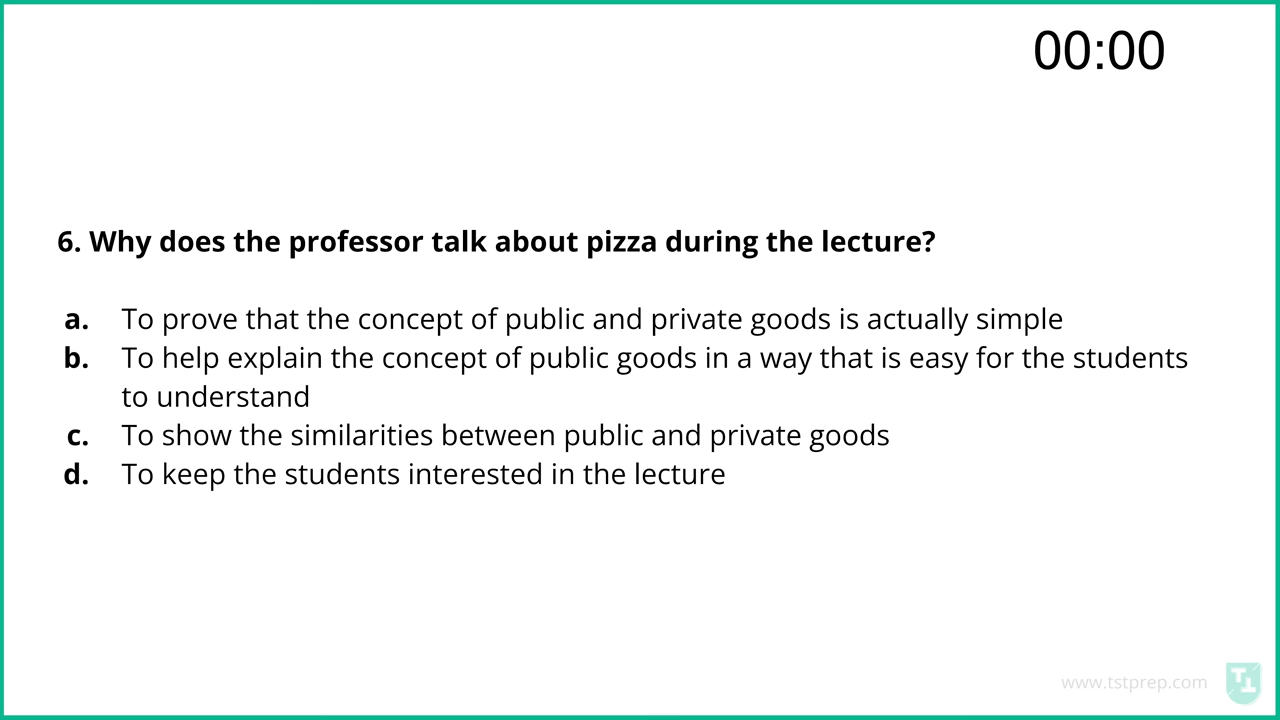 00:00
6. Why does the professor talk about pizza during the lecture?
a. To prove that the concept of public and private goods is actually simple
b. To help explain the concept of public goods in a way that is easy for the students
to understand
c. To show the similarities between public and private goods
d. To keep the students interested in the lecture
www.tstprep.com